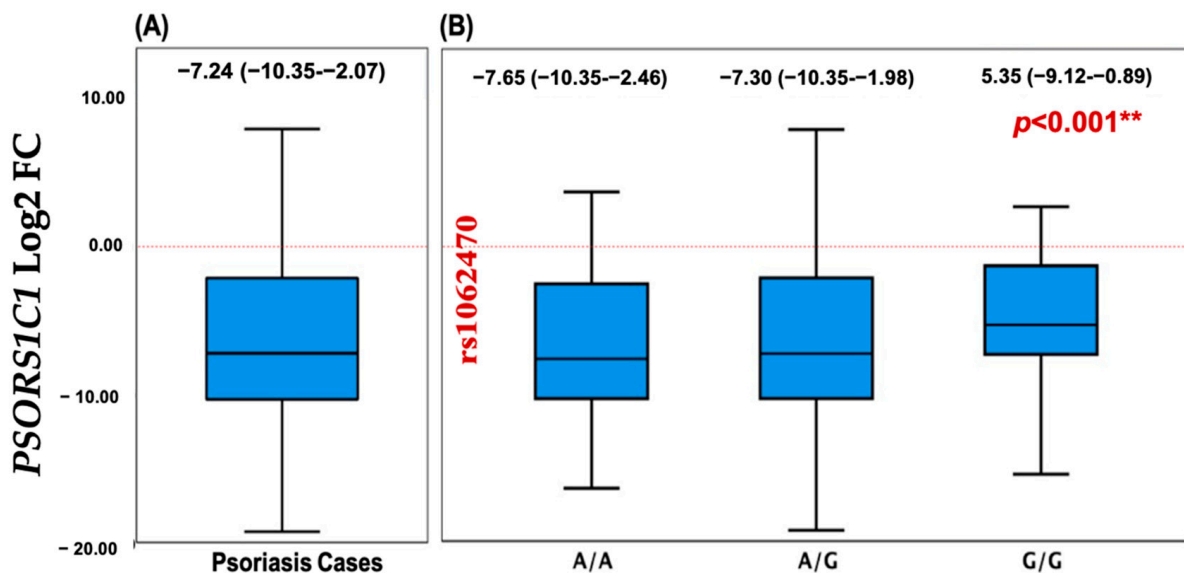 (A)
(B)
−7.24 (−10.35-−2.07)
−7.65 (−10.35-−2.46)
−7.30 (−10.35-−1.98)
5.35 (−9.12-−0.89)
p<0.001**
10.00
0.00
− 10.00
− 20.00
PSORS1C1 Log2 FC
rs1062470
Psoriasis Cases
A/A
A/G
G/G